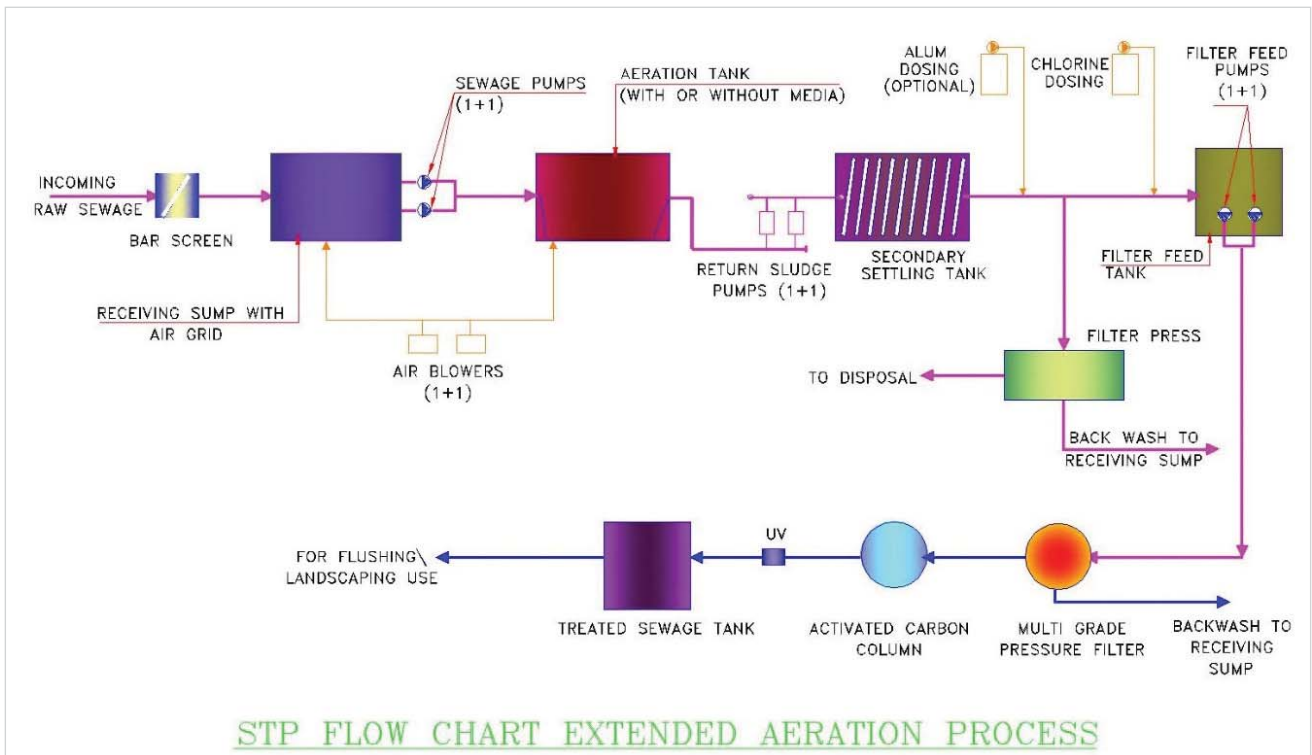 SEWAGE PUMPS
(1+1)
AERATION TANK
(WITH OR WITHOUT MEDIA)
ALUM
DOSING
(OPTIONAL)
CHLORINE
DOSING
FILTER FEED
PUMPS
(1+1)
INCOMING
RAW SEWAGE
BAR SCREEN
RECEIVING SUMP WITH
AIR GRID
AIR BLOWERS
(1+1)
RETURN SLUDGE
PUMPS (1+1)
SECONDARY
SETTLING TANK
FILTER FEED
TANK
FILTER PRESS
TO DISPOSAL
BACK WASH TO
RECEIVING SUMP
FOR FLUSHING\
LANDSCAPING USE
TREATED SEWAGE TANK
UV
ACTIVATED CARBON
COLUMN
MULTI GRADE
PRESSURE FILTER
BACKWASH TO
RECEIVING
SUMP
STP FLOW CHART EXTENDED AERATION PROCESS